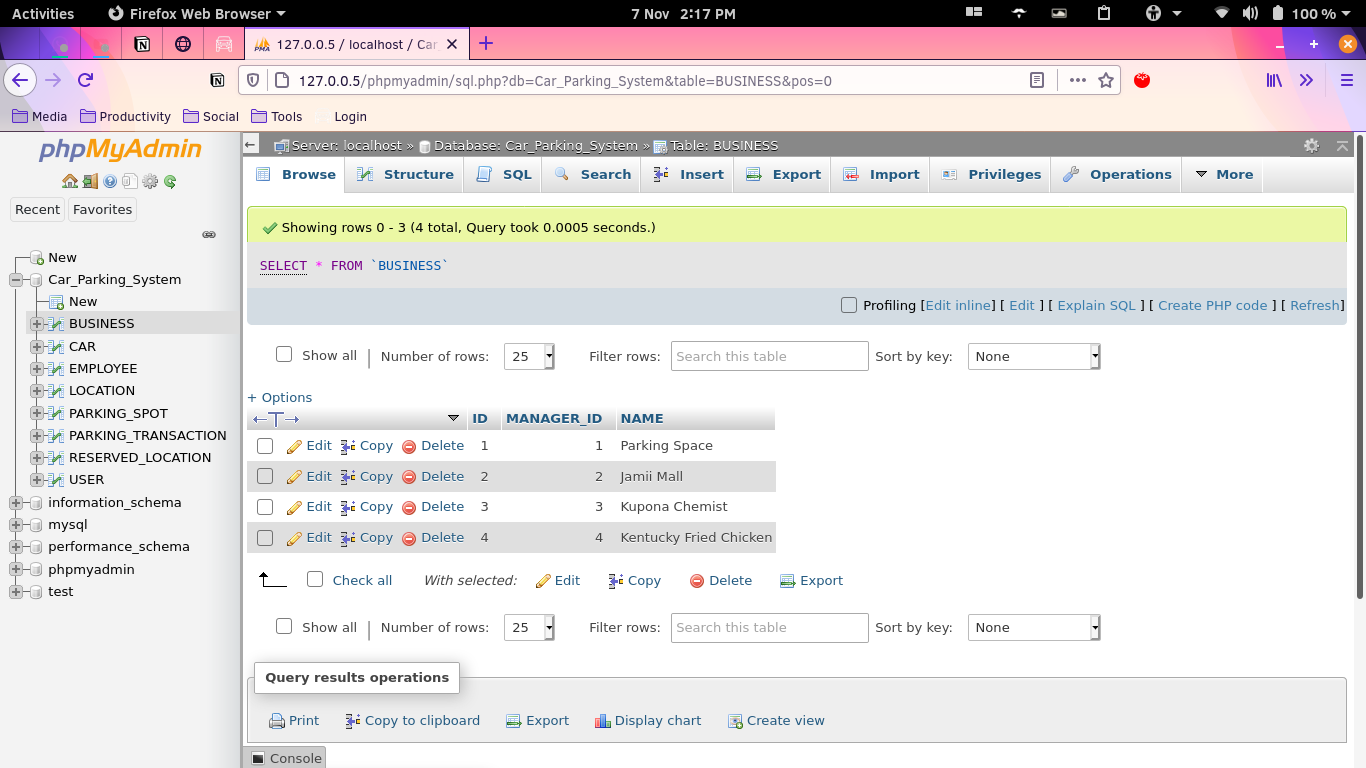 Activities Firefox Web Browser 7 Nov 2:17 PM 100 %
127.0.0.5 / localhost / Car
127.0.0.5/phpmyadmin/sql.php?db=Car_Parking_System&table=BUSINESS&pos=0
Media Productivity Social Tools Login
phpMyAdmin
Recent Favorites
New
Car_Parking_System
New
BUSINESS
CAR
EMPLOYEE
LOCATION
PARKING_SPOT
PARKING_TRANSACTION
RESERVED_LOCATION
USER
information_schema
mysql
performance_schema
phpmyadmin
test
Server: localhost » Database: Car_Parking_System » Table: BUSINESS
Browse Structure SQL Search Insert Export Import Privileges Operations More
Showing rows 0 - 3 (4 total, Query took 0.0005 seconds.)
SELECT * FROM `BUSINESS`
Profiling [Edit inline] [ Edit ] [ Explain SQL ] [ Create PHP code ] [ Refresh]
Show all | Number of rows: 25 Filter rows: Search this table Sort by key: None
+ Options
←T→ ID MANAGER_ID NAME
Edit Copy Delete 1 1 Parking Space
Edit Copy Delete 2 2 Jamii Mall
Edit Copy Delete 3 3 Kupona Chemist
Edit Copy Delete 4 4 Kentucky Fried Chicken
Check all With selected: Edit Copy Delete Export
Show all | Number of rows: 25 Filter rows: Search this table Sort by key: None
Query results operations
Print Copy to clipboard Export Display chart Create view
Console